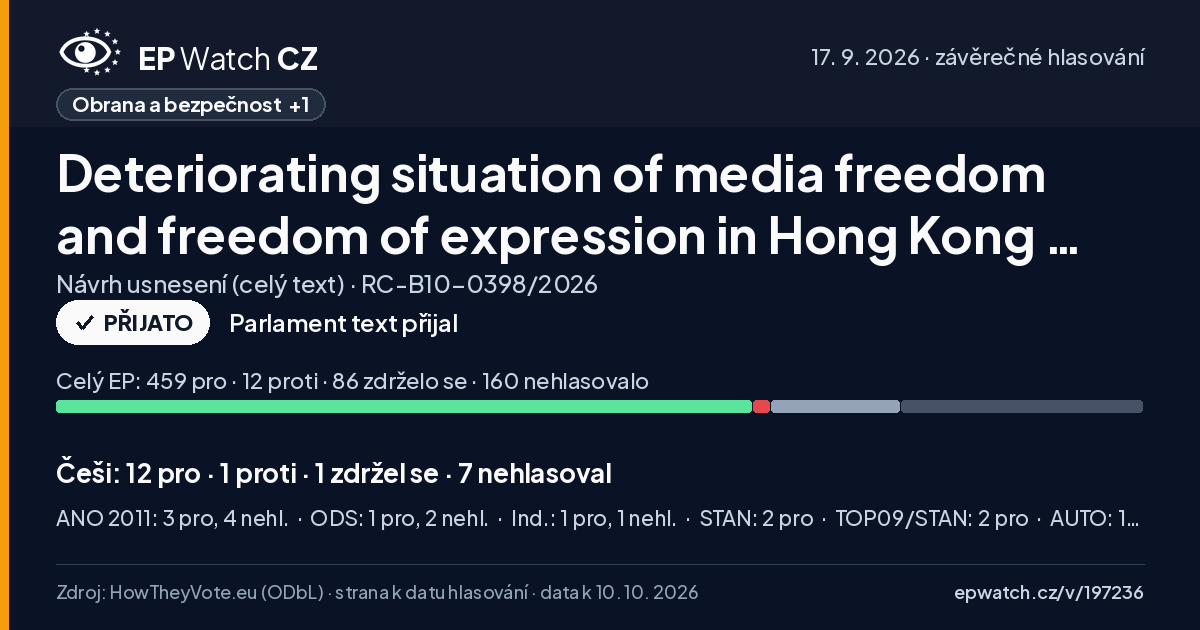 EP Watch CZ
17. 9. 2026 · závěrečné hlasování
Obrana a bezpečnost +1
Deteriorating situation of media freedom
and freedom of expression in Hong Kong ...
Návrh usnesení (celý text) · RC-B10-0398/2026
✓ PŘIJATO Parlament text přijal
Celý EP: 459 pro · 12 proti · 86 zdrželo se · 160 nehlasovalo
Češi: 12 pro · 1 proti · 1 zdržel se · 7 nehlasoval
ANO 2011: 3 pro, 4 nehl. · ODS: 1 pro, 2 nehl. · Ind.: 1 pro, 1 nehl. · STAN: 2 pro · TOP09/STAN: 2 pro · AUTO: 1...
Zdroj: HowTheyVote.eu (ODbL) · strana k datu hlasování · data k 10. 10. 2026
epwatch.cz/v/197236